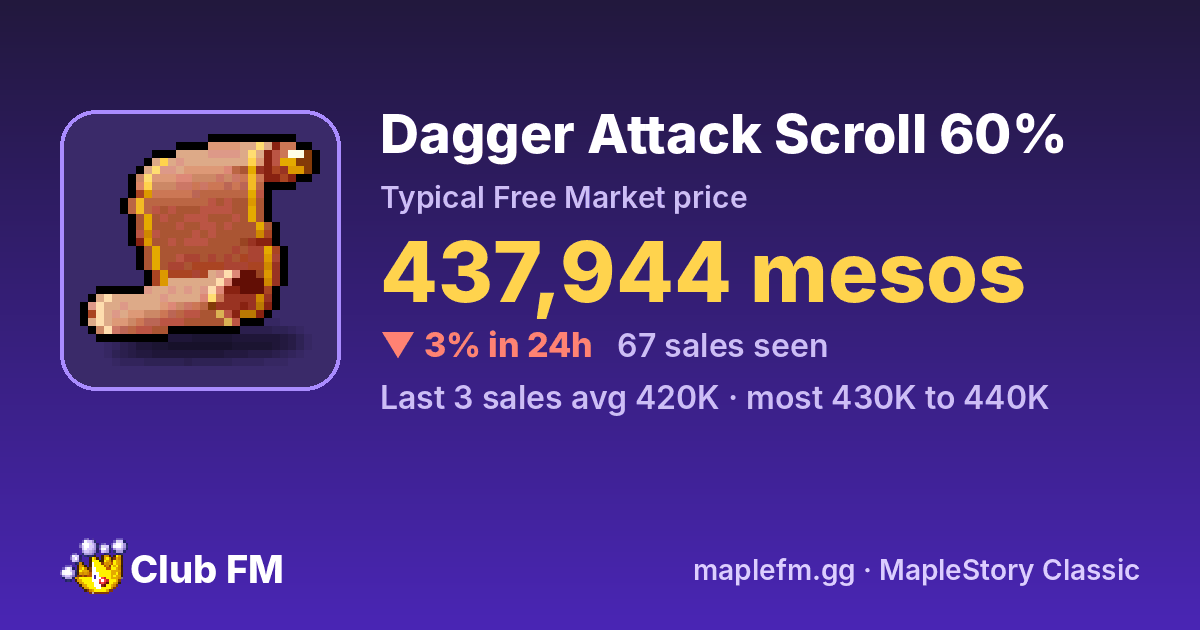 Dagger Attack Scroll 60%
Typical Free Market price
437,944 mesos
▼ 3% in 24h 67 sales seen
Last 3 sales avg 420K · most 430K to 440K
Club FM
maplefm.gg · MapleStory Classic